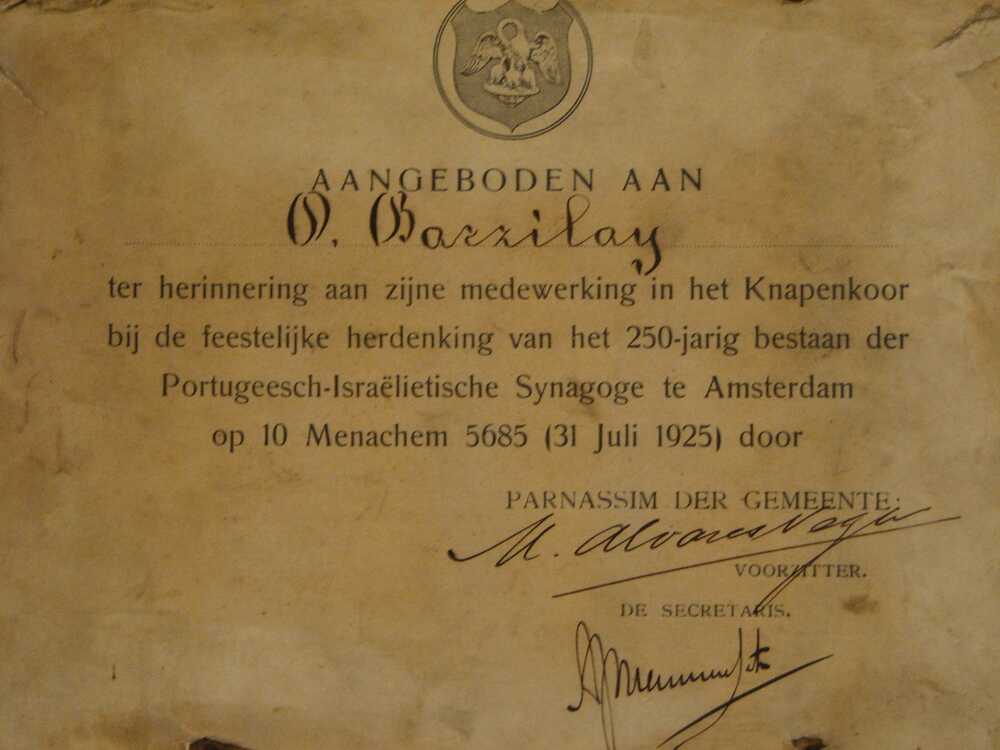 AANGEBODEN AAN
Barzilay
ter herinnering aan zijne medewerking in het Knapenkoor
bij de feestelijke herdenking van het 250-jarig bestaan der
Portugeesch-Israëlietische Synagoge te Amsterdam
op 10 Menachem 5685 (31 Juli 1925) door
PARNASSIM DER GEMEENTE:
M. Alvares Vega
VOORZITTER.
DE SECRETARIS.